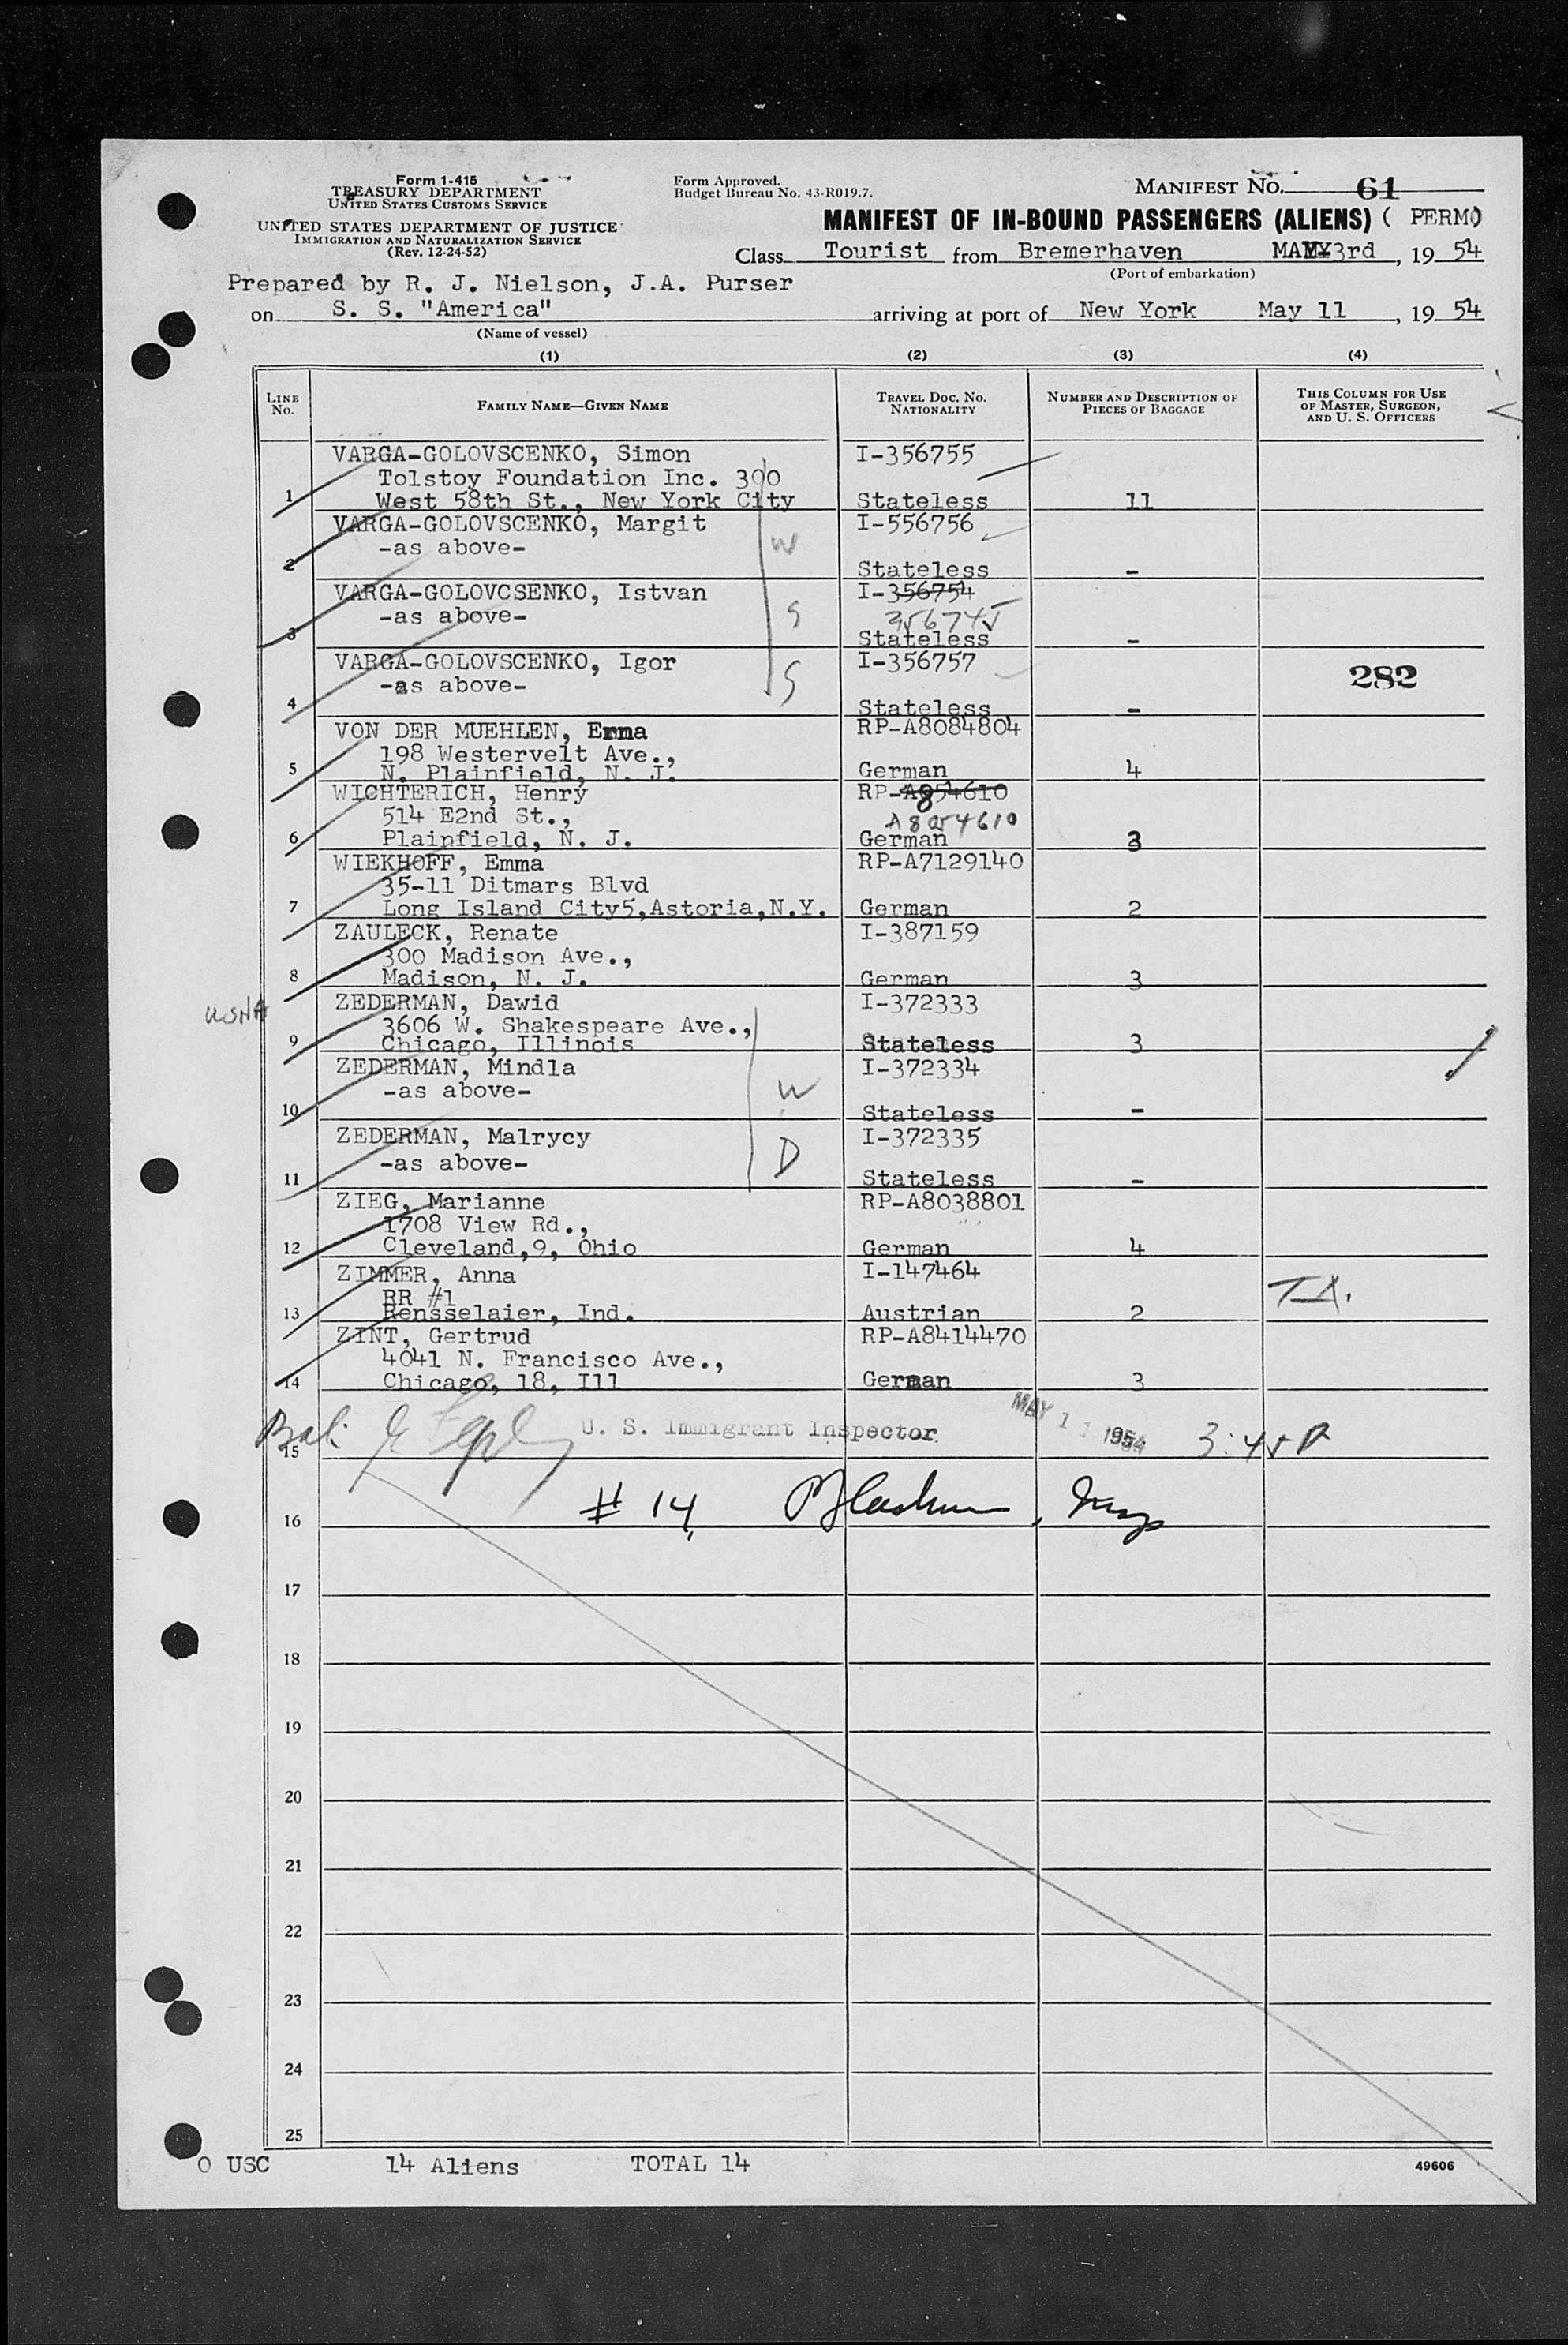 Form 1-415
TREASURY DEPARTMENT
UNITED STATES CUSTOMS SERVICE
UNITED STATES DEPARTMENT OF JUSTICE
IMMIGRATION AND NATURALIZATION SERVICE
(Rev. 12-24-52)
Form Approved.
Budget Bureau No. 43-R019.7.
MANIFEST NO. 61
MANIFEST OF IN-BOUND PASSENGERS (ALIENS) ( PERM)
Class Tourist from Bremerhaven MAY 3rd, 19 54
(Port of embarkation)
Prepared by R. J. Nielson, J.A. Purser
on S. S. "America" arriving at port of New York May 11, 19 54
(Name of vessel)
(1) (2) (3) (4)
LINE NO. FAMILY NAME—GIVEN NAME TRAVEL DOC. NO. NATIONALITY NUMBER AND DESCRIPTION OF PIECES OF BAGGAGE THIS COLUMN FOR USE OF MASTER, SURGEON, AND U. S. OFFICERS
VARGA-GOLOVSCENKO, Simon I-356755
Tolstoy Foundation Inc. 300
1 West 58th St., New York City Stateless 11
VARGA-GOLOVSCENKO, Margit I-556756
-as above- W
2 Stateless -
VARGA-GOLOVCSENKO, Istvan I-356754
-as above- S 356745
3 Stateless -
VARGA-GOLOVSCENKO, Igor I-356757
-as above- S 282
4 Stateless -
VON DER MUEHLEN, Erna RP-A8084804
198 Westervelt Ave.,
5 N. Plainfield, N. J. German 4
WICHTERICH, Henry RP-A854610
514 E2nd St., A8054610
6 Plainfield, N. J. German 3
WIEKHOFF, Emma RP-A7129140
35-11 Ditmars Blvd
7 Long Island City5,Astoria,N.Y. German 2
ZAULECK, Renate I-387159
300 Madison Ave.,
8 Madison, N. J. German 3
USNA ZEDERMAN, Dawid I-372333
3606 W. Shakespeare Ave.,
9 Chicago, Illinois Stateless 3
ZEDERMAN, Mindla I-372334
-as above- W
10 Stateless -
ZEDERMAN, Malrycy I-372335
-as above- D
11 Stateless -
ZIEG, Marianne RP-A8038801
1708 View Rd.,
12 Cleveland,9, Ohio German 4
ZIMMER, Anna I-147464
RR #1 T.A.
13 Rensselaier, Ind. Austrian 2
ZINT, Gertrud RP-A8414470
4041 N. Francisco Ave.,
14 Chicago, 18, Ill German 3
Bal: U. S. Immigrant Inspector MAY 11 1954 3:45 P
15
16 # 14, Insp
17
18
19
20
21
22
23
24
25
0 USC 14 Aliens TOTAL 14 49606